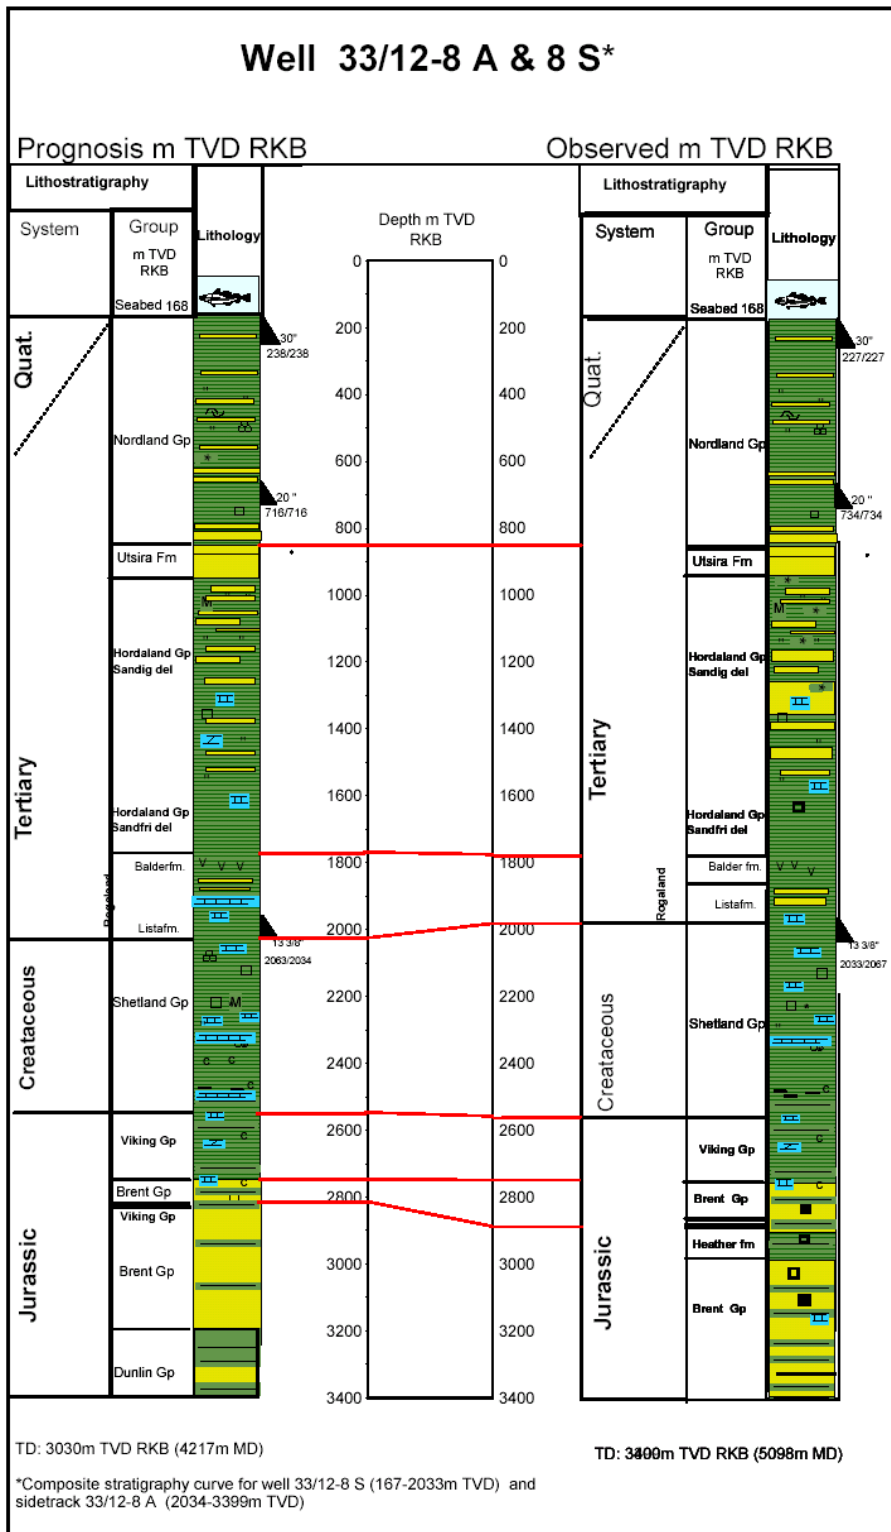 Well 33/12-8 A & 8 S*
Prognosis m TVD RKB
Observed m TVD RKB
Lithostratigraphy
System
Group
m TVD
RKB
Seabed 168
Lithology
Depth m TVD
RKB
Lithostratigraphy
System
Group
m TVD
RKB
Seabed 168
Lithology
Quat.
Tertiary
Creataceous
Jurassic
Nordland Gp
Utsira Fm
Hordaland Gp
Sandig del
Hordaland Gp
Sandfri del
Balderfm.
Rogaland
Listafm.
Shetland Gp
Viking Gp
Brent Gp
Viking Gp
Brent Gp
Dunlin Gp
M
N
V V V
M
C C
C
N
C
C
30"
238/238
20 "
716/716
13 3/8"
2063/2034
0
200
400
600
800
1000
1200
1400
1600
1800
2000
2200
2400
2600
2800
3000
3200
3400
0
200
400
600
800
1000
1200
1400
1600
1800
2000
2200
2400
2600
2800
3000
3200
3400
Quat.
Tertiary
Creataceous
Jurassic
Nordland Gp
Utsira Fm
Hordaland Gp
Sandig del
Hordaland Gp
Sandfri del
Balder fm.
Rogaland
Listafm.
Shetland Gp
Viking Gp
Brent Gp
Heather fm
Brent Gp
M
V V V
C
C
N
C
30"
227/227
20 "
734/734
13 3/8"
2033/2067
TD: 3030m TVD RKB (4217m MD)
TD: m TVD RKB (5098m MD)
*Composite stratigraphy curve for well 33/12-8 S (167-2033m TVD) and
sidetrack 33/12-8 A (2034-3399m TVD)